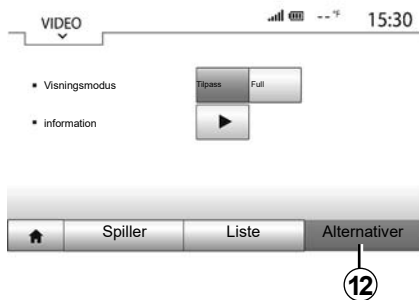 VIDEO
--°F
15:30
▪ Visningsmodus
Tilpass
Full
▪ information
Spiller
Liste
Alternativer
12